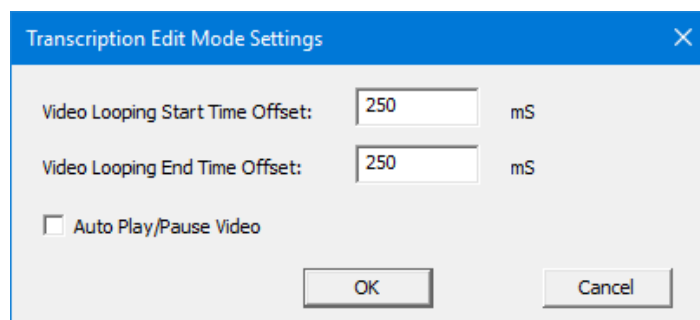 Transcription Edit Mode Settings
Video Looping Start Time Offset: 250 mS
Video Looping End Time Offset: 250 mS
Auto Play/Pause Video
OK Cancel